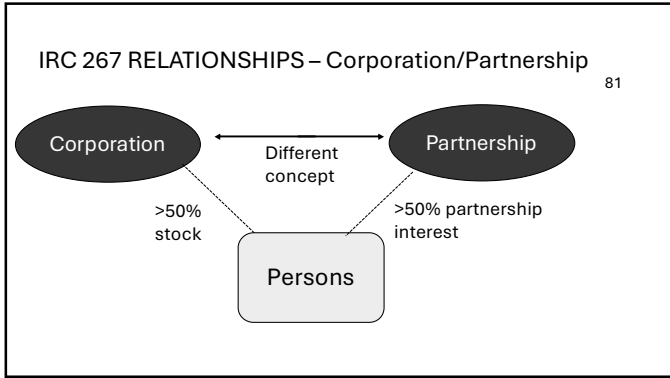 IRC 267 RELATIONSHIPS – Corporation/Partnership
81
Corporation
Partnership
Different
concept
>50%
stock
>50% partnership
interest
Persons